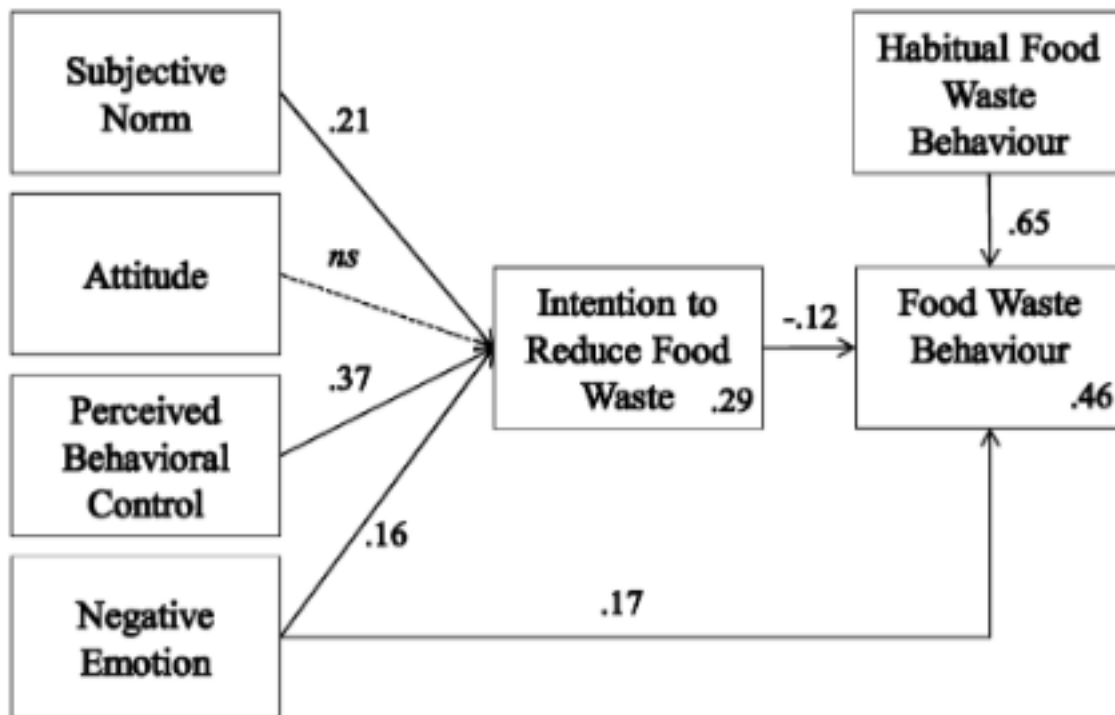 Subjective
Norm
.21
Attitude
ns
Perceived
Behavioral
Control
.37
Negative
Emotion
.16
.17
Intention to
Reduce Food
Waste
.29
-.12
Habitual Food
Waste
Behaviour
.65
Food Waste
Behaviour
.46